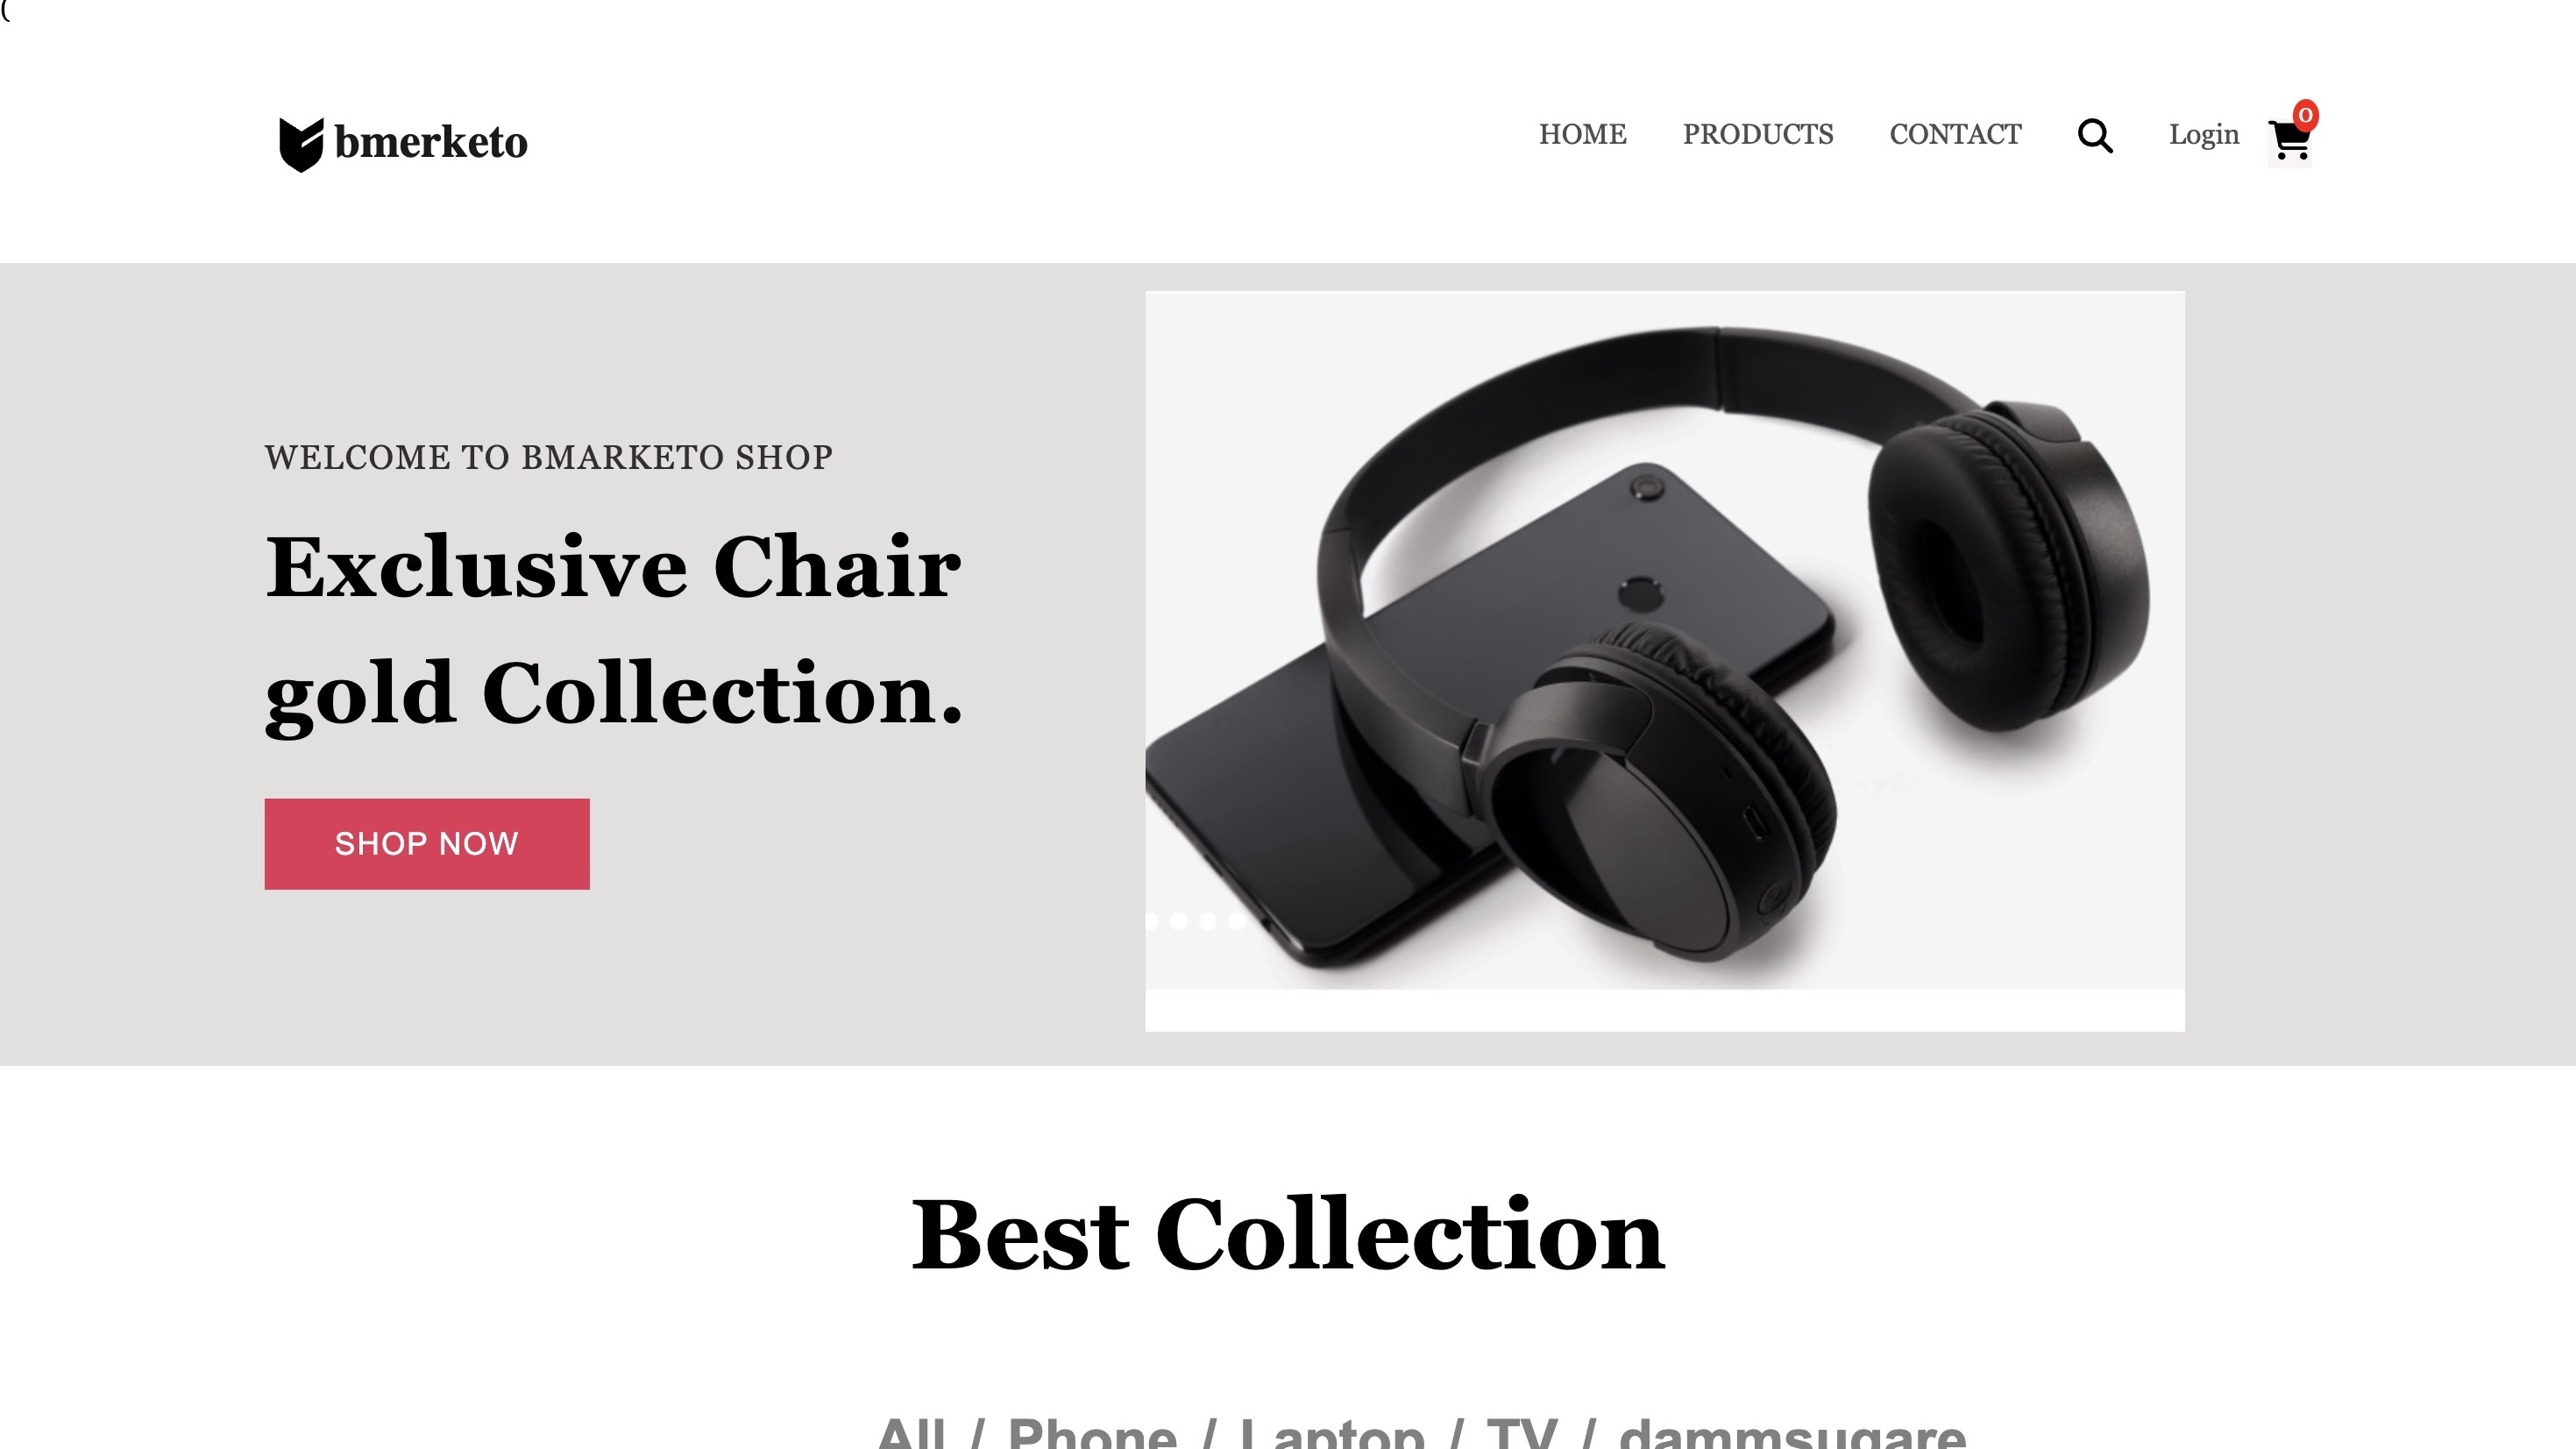 (
bmerketo
HOME PRODUCTS CONTACT Login 0
WELCOME TO BMARKETO SHOP
Exclusive Chair
gold Collection.
SHOP NOW
Best Collection
All / Phone / Laptop / TV / dammsugare